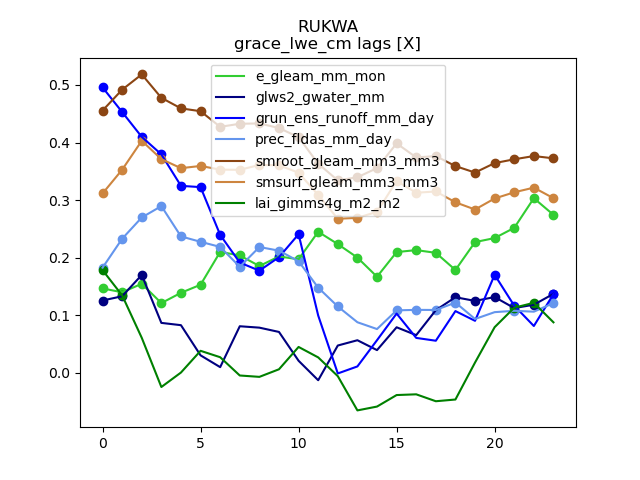 RUKWA
grace_lwe_cm lags [X]
0.5
0.4
0.3
0.2
0.1
0.0
e_gleam_mm_mon
glws2_gwater_mm
grun_ens_runoff_mm_day
prec_fldas_mm_day
smroot_gleam_mm3_mm3
smsurf_gleam_mm3_mm3
lai_gimms4g_m2_m2
0 5 10 15 20